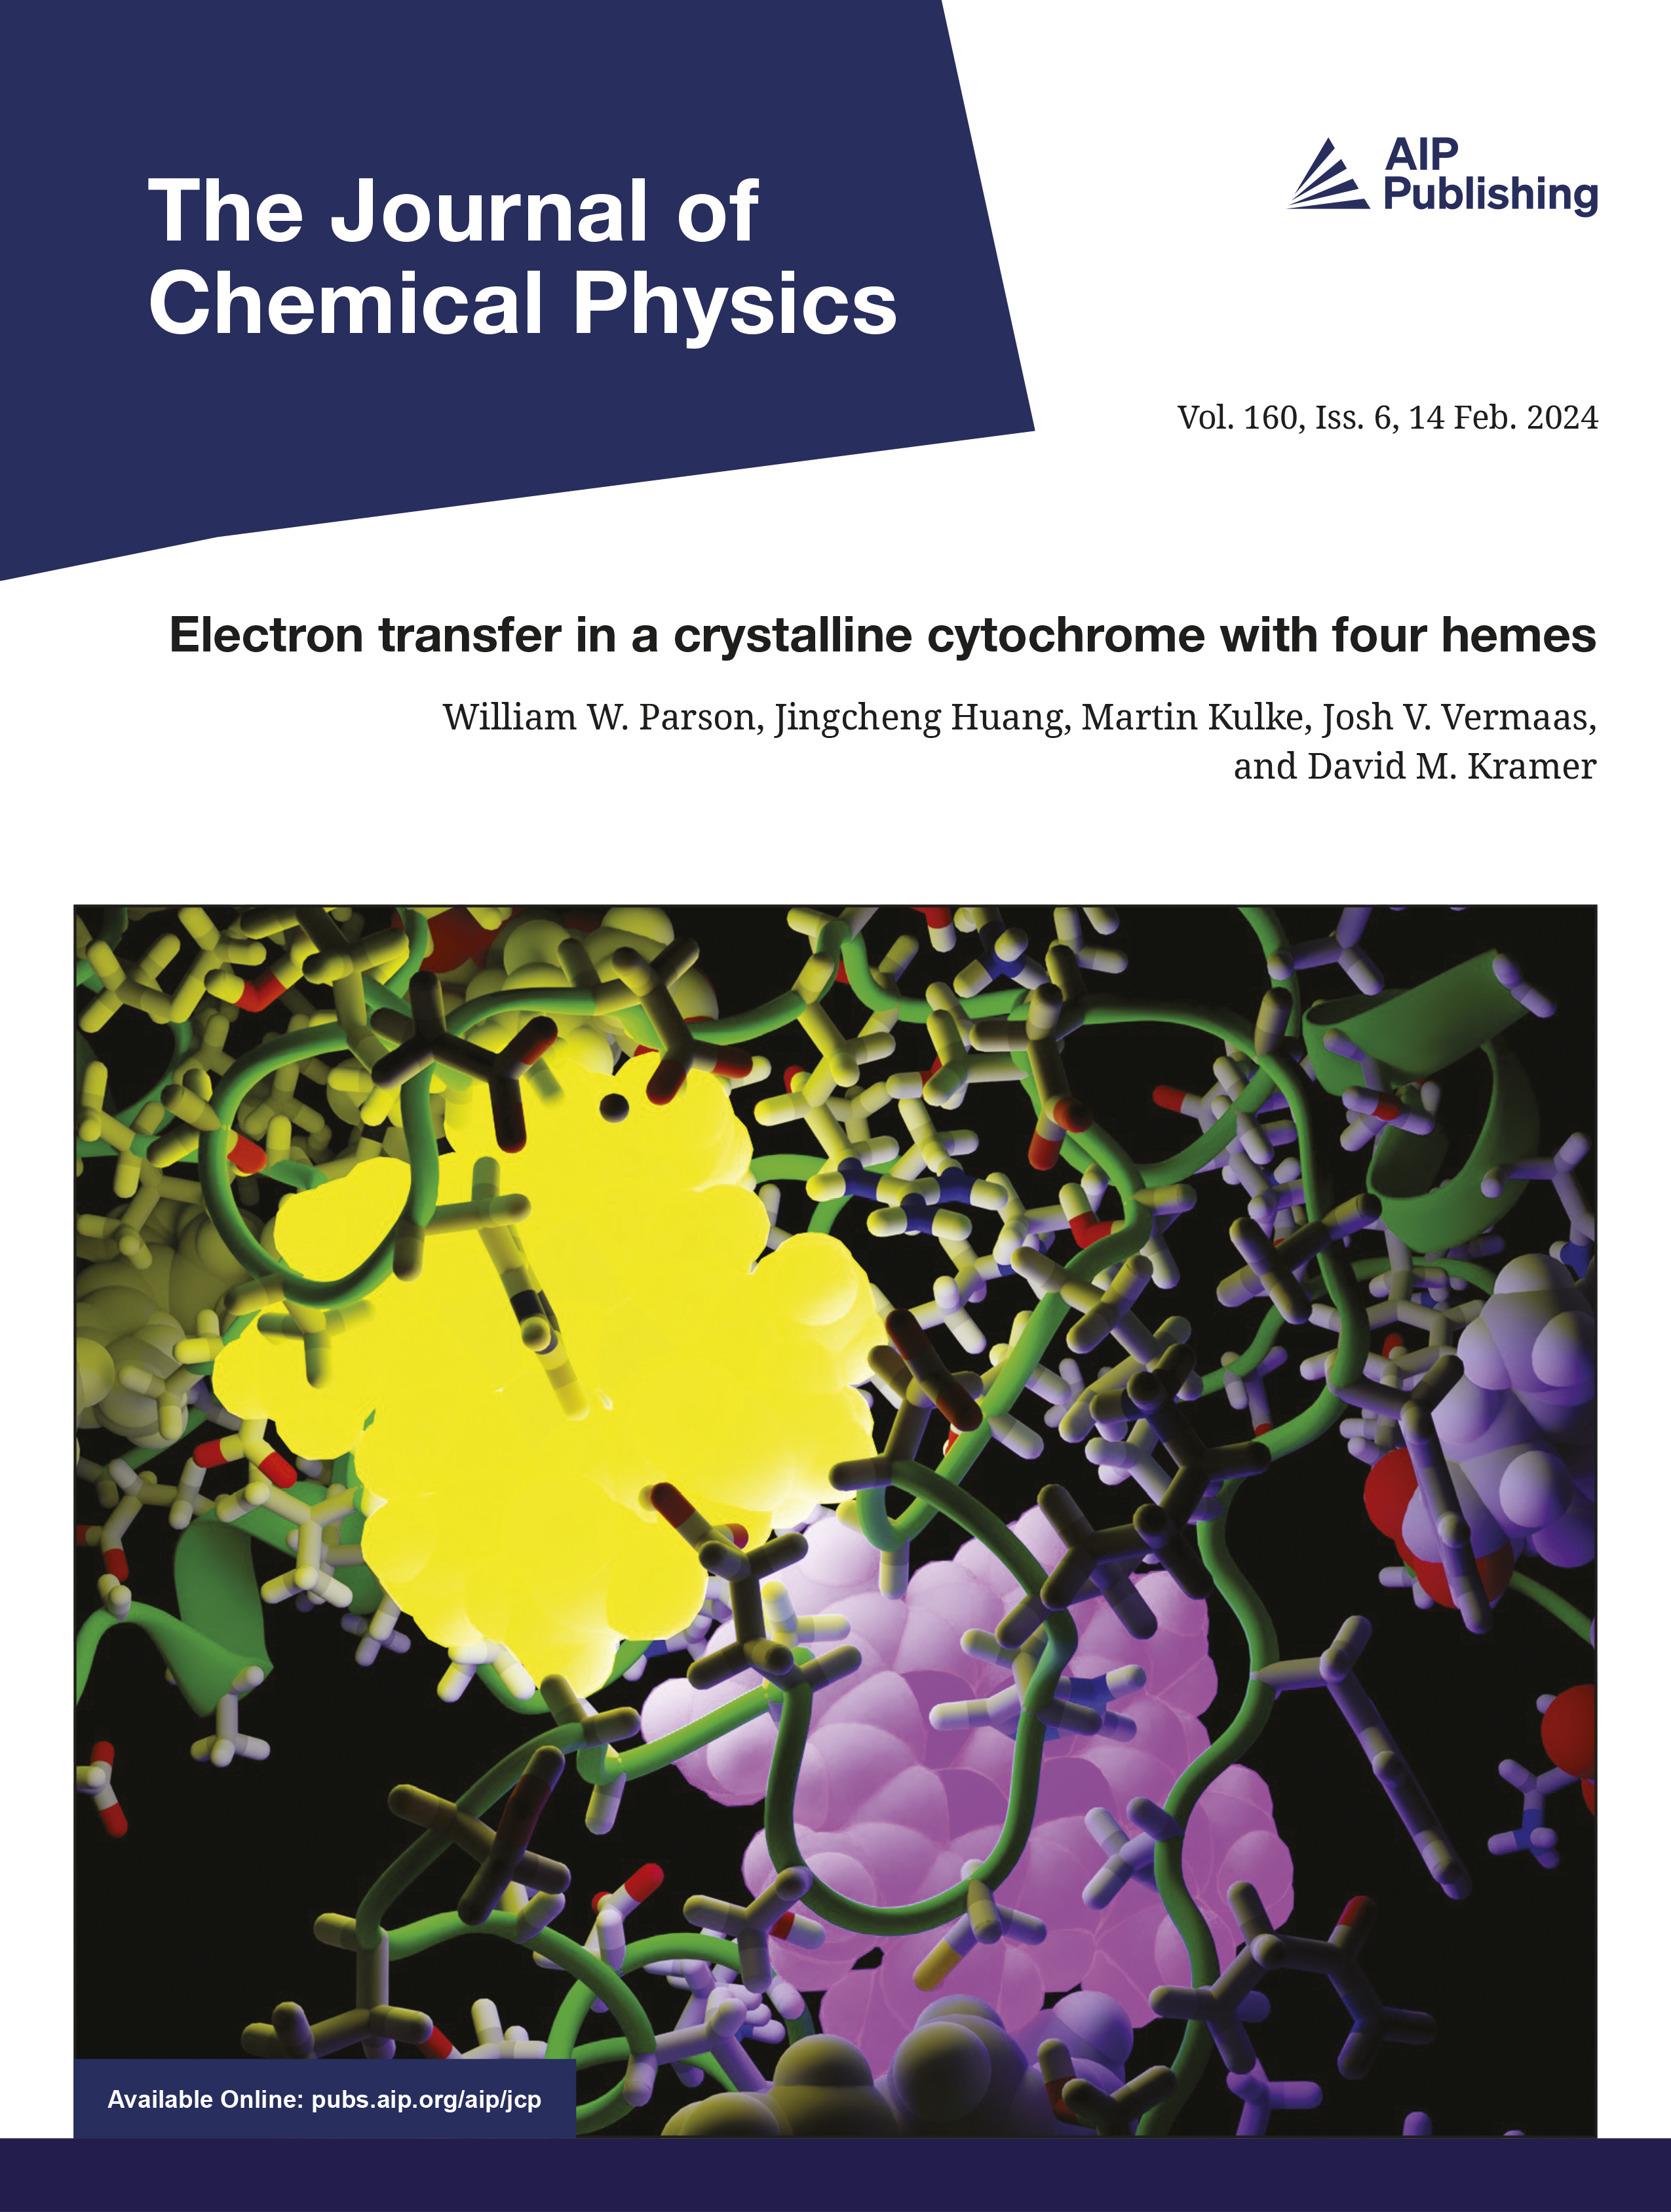 The Journal of
Chemical Physics
AIP
Publishing
Vol. 160, Iss. 6, 14 Feb. 2024
Electron transfer in a crystalline cytochrome with four hemes
William W. Parson, Jingcheng Huang, Martin Kulke, Josh V. Vermaas,
and David M. Kramer
Available Online: pubs.aip.org/aip/jcp